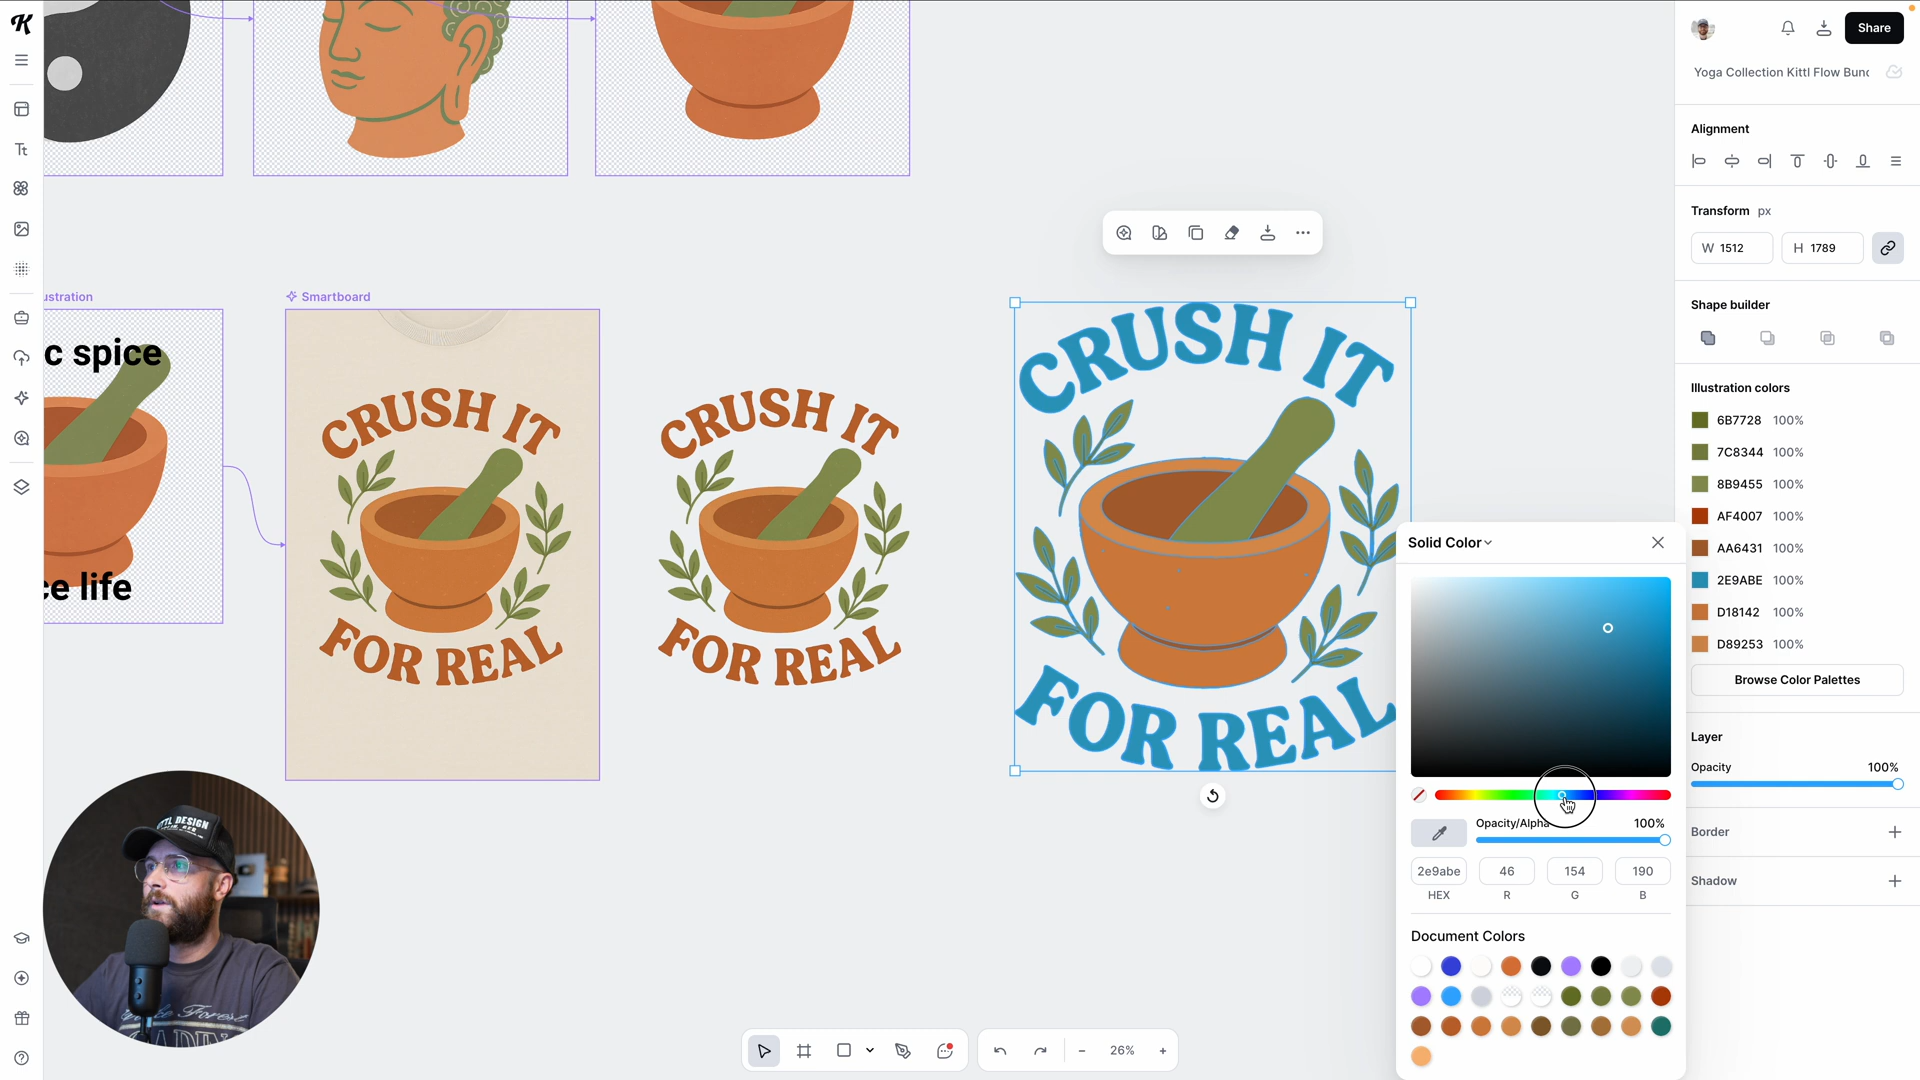 Share
Yoga Collection Kittl Flow Bund
Alignment
Transform px
W 1512
H 1789
Shape builder
Illustration colors
6B7728 100%
7C8344 100%
8B9455 100%
AF4007 100%
AA6431 100%
2E9ABE 100%
D18142 100%
D89253 100%
Browse Color Palettes
Layer
Opacity 100%
Border
Shadow
Tt
ustration
c spice
ce life
Smartboard
CRUSH IT
FOR REAL
CRUSH IT
FOR REAL
CRUSH IT
FOR REAL
Solid Color
Opacity/Alpha 100%
2e9abe 46 154 190
HEX R G B
Document Colors
26%